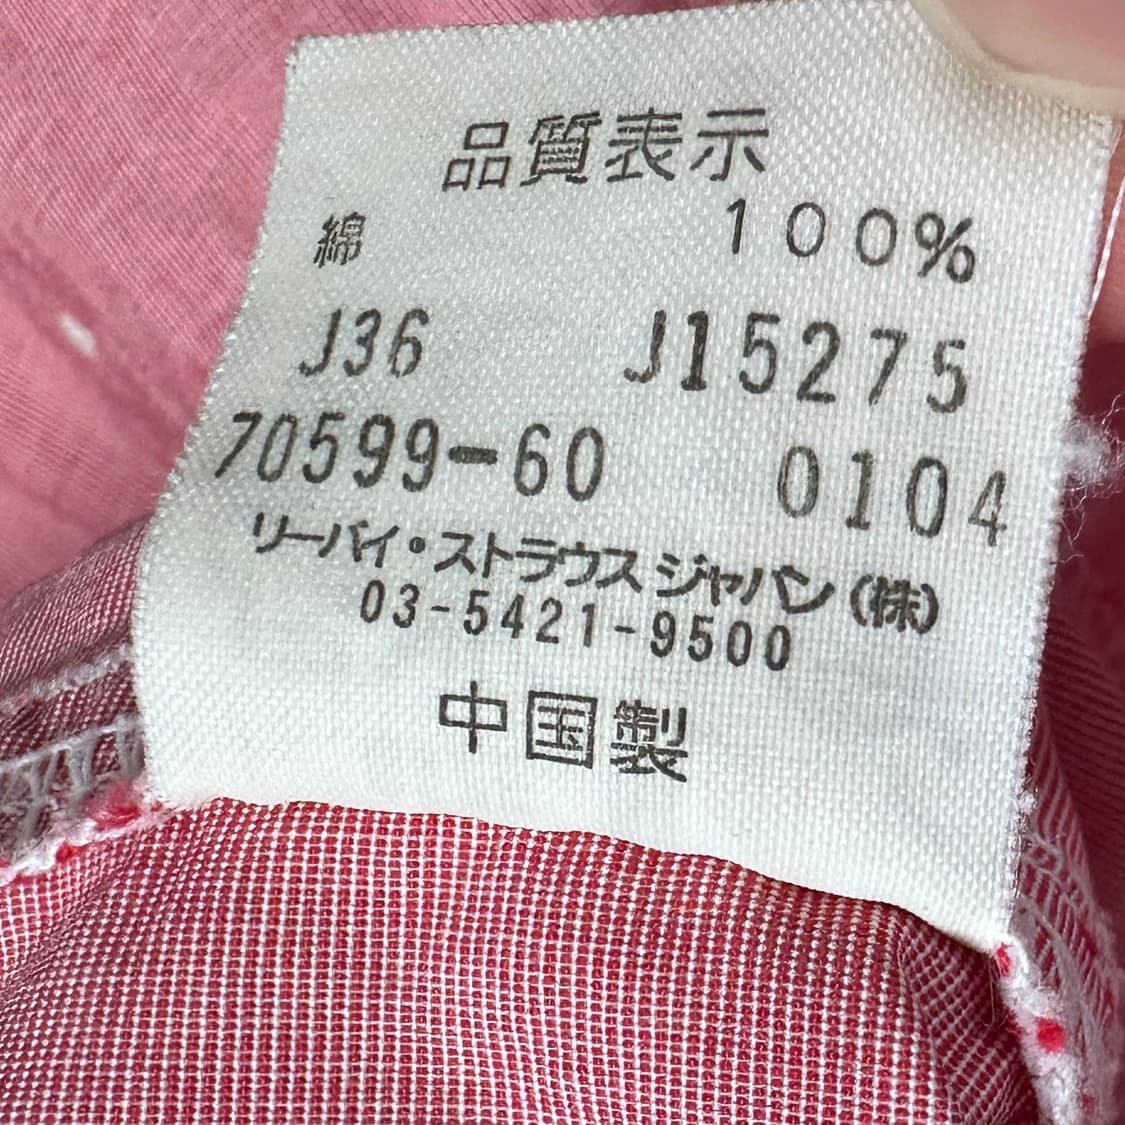 品質表示
綿 100%
J36 J15275
70599-60 0104
リーバイ・ストラウス ジャパン(株)
03-5421-9500
中国製